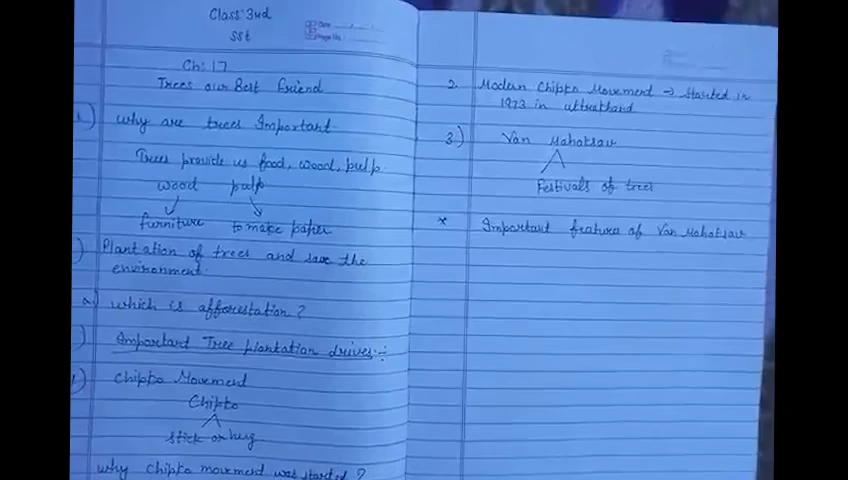 Class: 3rd
SSt
Date
Page No.
Ch: 17
Trees our Best friend
why are trees Important
Trees provide us food, wood, pulp.
wood pulp
furniture to make paper
Plantation of trees and save the
environment.
a) which is afforestation?
Important Tree plantation drives:-
1) Chipko Movement
Chipko
stick or hug
why chipko movement was started?
2. Modern Chipko Movement → Started in
1973 in uttrakhand
3.) Van Mahotsav
Festivals of trees
* Important features of Van Mahotsav